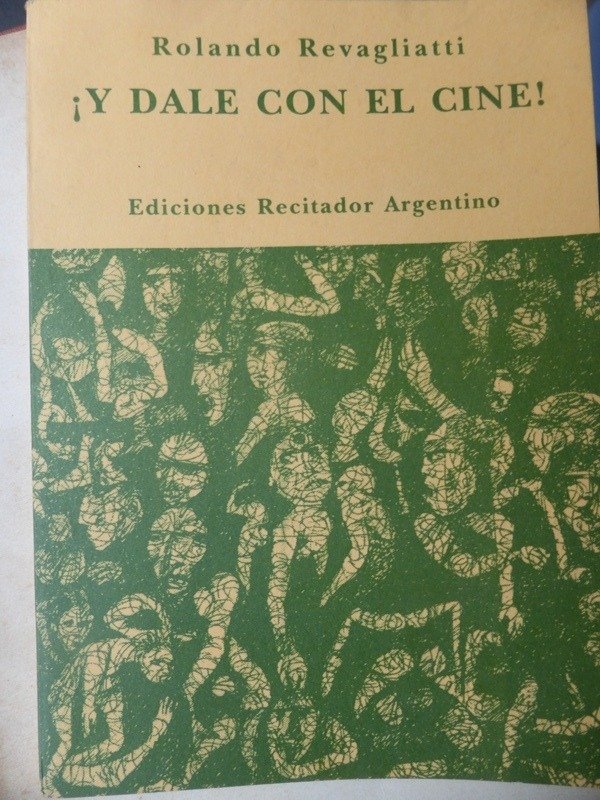 Rolando Revagliatti
¡Y DALE CON EL CINE!
Ediciones Recitador Argentino